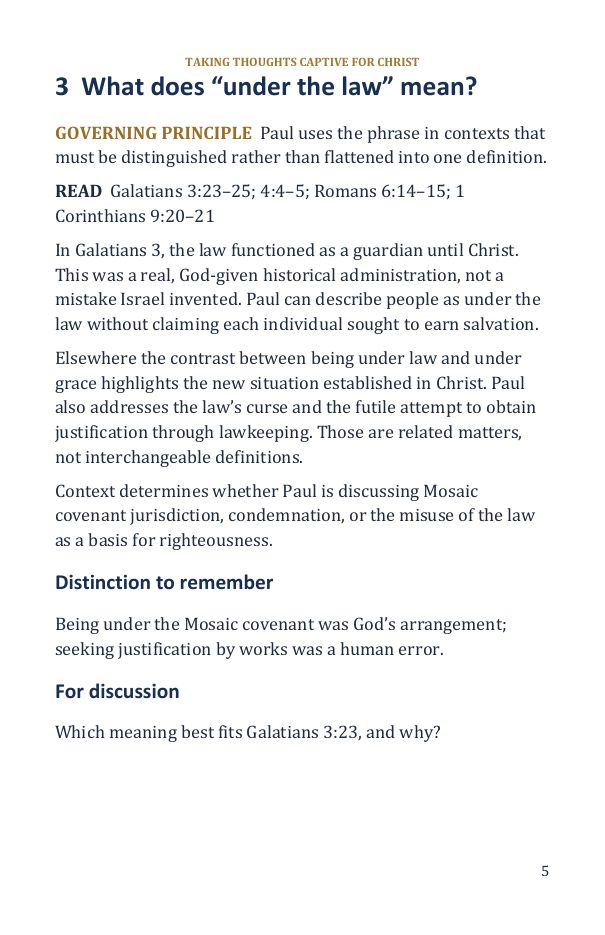 TAKING THOUGHTS CAPTIVE FOR CHRIST
3 What does “under the law” mean?
GOVERNING PRINCIPLE Paul uses the phrase in contexts that
must be distinguished rather than flattened into one definition.
READ Galatians 3:23–25; 4:4–5; Romans 6:14–15; 1
Corinthians 9:20–21
In Galatians 3, the law functioned as a guardian until Christ.
This was a real, God-given historical administration, not a
mistake Israel invented. Paul can describe people as under the
law without claiming each individual sought to earn salvation.
Elsewhere the contrast between being under law and under
grace highlights the new situation established in Christ. Paul
also addresses the law’s curse and the futile attempt to obtain
justification through lawkeeping. Those are related matters,
not interchangeable definitions.
Context determines whether Paul is discussing Mosaic
covenant jurisdiction, condemnation, or the misuse of the law
as a basis for righteousness.
Distinction to remember
Being under the Mosaic covenant was God’s arrangement;
seeking justification by works was a human error.
For discussion
Which meaning best fits Galatians 3:23, and why?
5